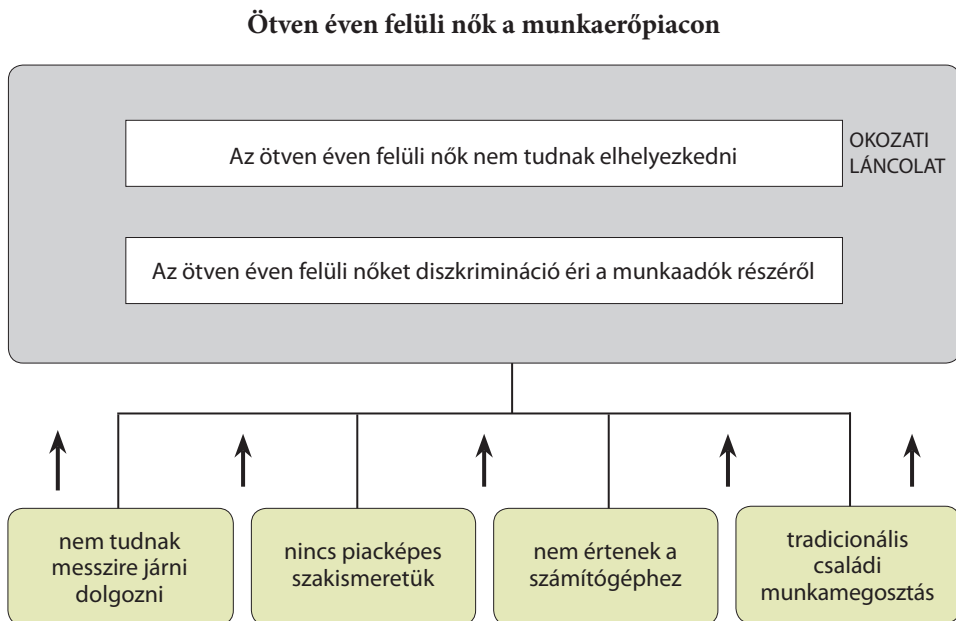 Ötven éven felüli nők a munkaerőpiacon
Az ötven éven felüli nők nem tudnak elhelyezkedni
OKOZATI
LÁNCOLAT
Az ötven éven felüli nőket diszkrimináció éri a munkaadók részéről
nem tudnak
messzire járni
dolgozni
nincs piacképes
szakismeretük
nem értenek a
számítógéphez
tradicionális
családi
munkamegosztás